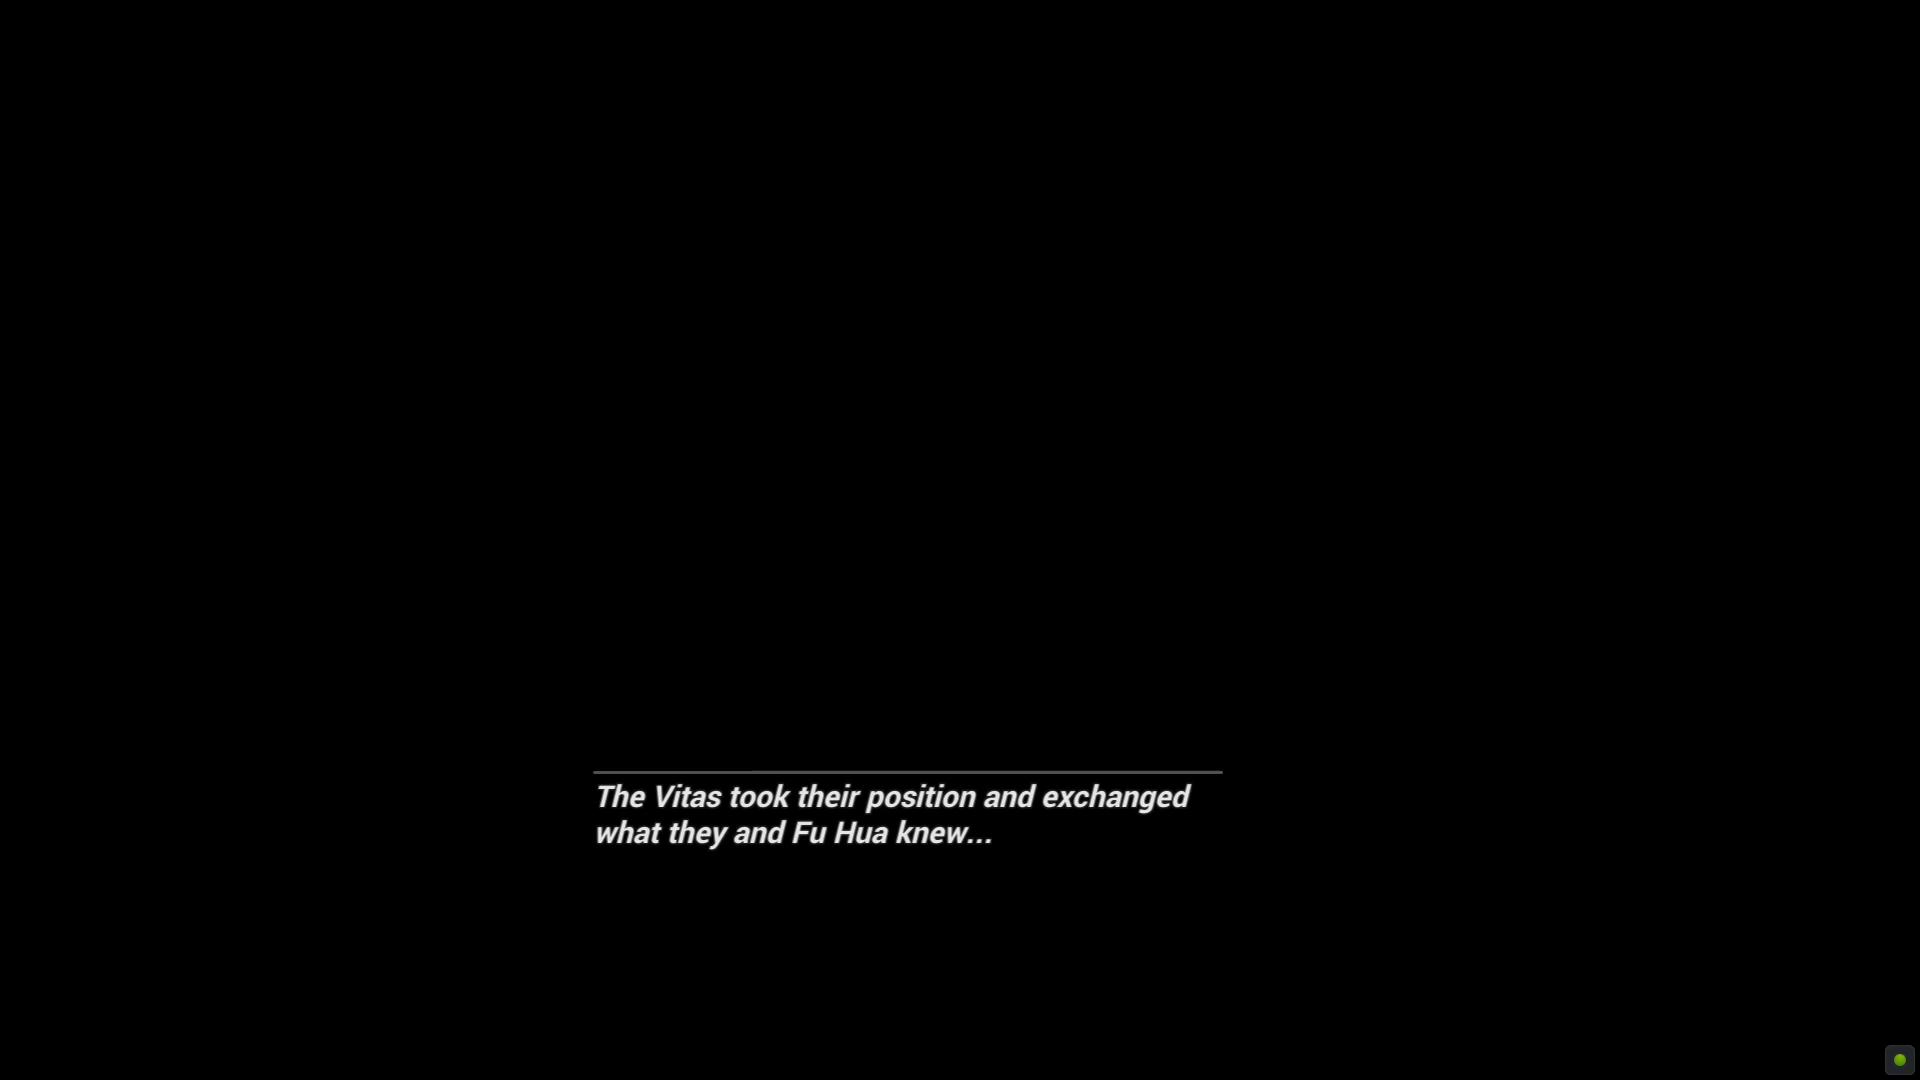 The Vitas took their position and exchanged
what they and Fu Hua knew...